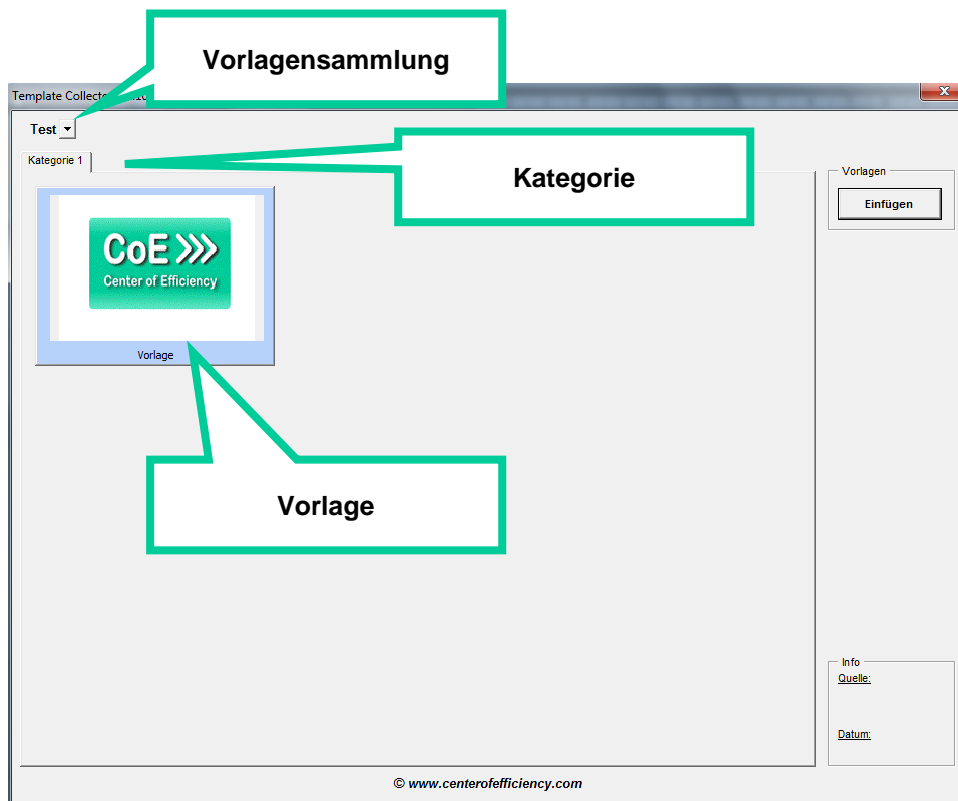 Vorlagensammlung
Template Collecto
Test
Kategorie 1
Kategorie
Vorlagen
Einfügen
CoE
Center of Efficiency
Vorlage
Vorlage
Info
Quelle:
Datum:
© www.centerofefficiency.com